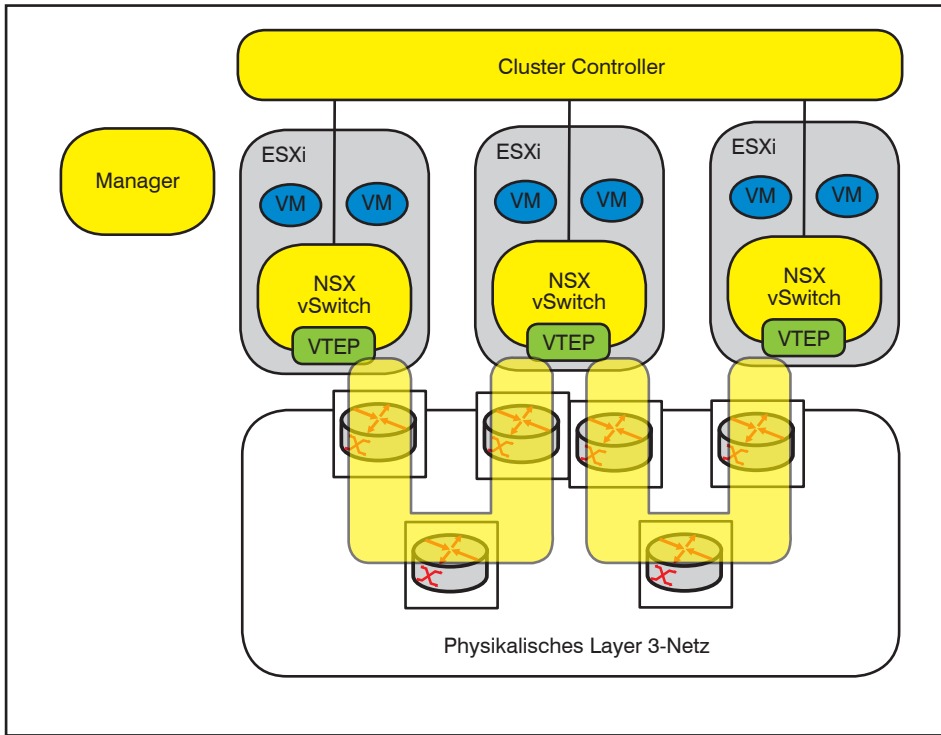 Cluster Controller
Manager
ESXi
ESXi
ESXi
VM
VM
VM
VM
VM
VM
NSX
vSwitch
NSX
vSwitch
NSX
vSwitch
VTEP
VTEP
VTEP
Physikalisches Layer 3-Netz